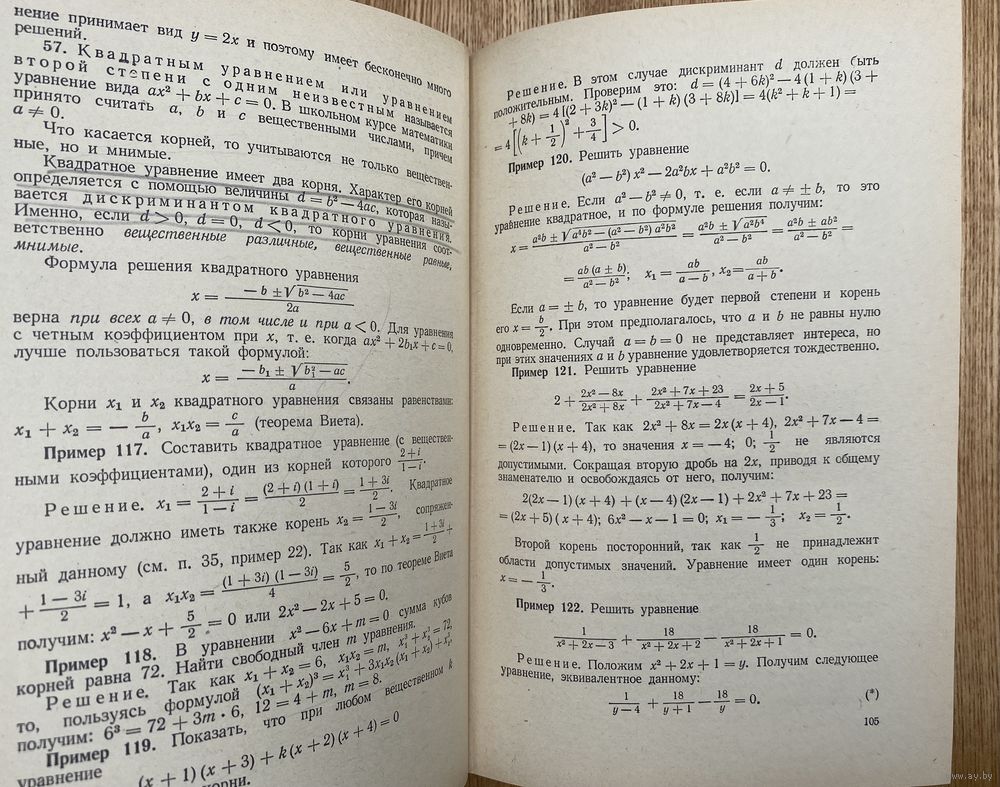 нение принимает вид y = 2x и поэтому имеет бесконечно много
решений.
57. Квадратным уравнением или уравнением
второй степени с одним неизвестным называется
уравнение вида ax² + bx + c = 0. В школьном курсе математики
принято считать a, b и c вещественными числами, причем
a ≠ 0.
Что касается корней, то учитываются не только веществен-
ные, но и мнимые.
Квадратное уравнение имеет два корня. Характер его корней
определяется с помощью величины d = b² — 4ac, которая назы-
вается дискриминантом квадратного уравнения.
Именно, если d > 0, d = 0, d < 0, то корни уравнения соот-
ветственно вещественные различные, вещественные равные,
мнимые.
Формула решения квадратного уравнения
x = (— b ± √(b² — 4ac)) / 2a
верна при всех a ≠ 0, в том числе и при a < 0. Для уравнения
с четным коэффициентом при x, т. е. когда ax² + 2b₁x + c = 0,
лучше пользоваться такой формулой:
x = (— b₁ ± √(b₁² — ac)) / a.
Корни x₁ и x₂ квадратного уравнения связаны равенствами:
x₁ + x₂ = — b/a, x₁x₂ = c/a (теорема Виета).
Пример 117. Составить квадратное уравнение (с веществен-
ными коэффициентами), один из корней которого (2 + i)/(1 — i).
Решение. x₁ = (2 + i)/(1 — i) = (2 + i)(1 + i)/2 = (1 + 3i)/2. Квадратное
уравнение должно иметь также корень x₂ = (1 — 3i)/2, сопряжен-
ный данному (см. п. 35, пример 22). Так как x₁ + x₂ = (1 + 3i)/2 +
+ (1 — 3i)/2 = 1, а x₁x₂ = (1 + 3i)(1 — 3i)/4 = 5/2, то по теореме Виета
получим: x² — x + 5/2 = 0 или 2x² — 2x + 5 = 0.
Пример 118. В уравнении x² — 6x + m = 0 сумма кубов
корней равна 72. Найти свободный член m уравнения.
Решение. Так как x₁ + x₂ = 6, x₁x₂ = m, x₁³ + x₂³ = 72,
то, пользуясь формулой (x₁ + x₂)³ = x₁³ + 3x₁x₂ (x₁ + x₂) + x₂³,
получим: 6³ = 72 + 3m · 6, 12 = 4 + m, m = 8.
Пример 119. Показать, что при любом вещественном k
уравнение
(x + 1)(x + 3) + k (x + 2)(x + 4) = 0
корни.
Решение. В этом случае дискриминант d должен быть
положительным. Проверим это: d = (4 + 6k)² — 4 (1 + k)(3 +
+ 8k) = 4 [(2 + 3k)² — (1 + k)(3 + 8k)] = 4(k² + k + 1) =
= 4[(k + 1/2)² + 3/4] > 0.
Пример 120. Решить уравнение
(a² — b²) x² — 2a²bx + a²b² = 0.
Решение. Если a² — b² ≠ 0, т. е. если a ≠ ± b, то это
уравнение квадратное, и по формуле решения получим:
x = (a²b ± √(a⁴b² — (a² — b²) a²b²)) / (a² — b²) = (a²b ± √(a²b⁴)) / (a² — b²) = (a²b ± ab²) / (a² — b²) =
= ab (a ± b) / (a² — b²); x₁ = ab/(a — b), x₂ = ab/(a + b).
Если a = ± b, то уравнение будет первой степени и корень
его x = b/2. При этом предполагалось, что a и b не равны нулю
одновременно. Случай a = b = 0 не представляет интереса, но
при этих значениях a и b уравнение удовлетворяется тождественно.
Пример 121. Решить уравнение
2 + (2x² — 8x)/(2x² + 8x) + (2x² + 7x + 23)/(2x² + 7x — 4) = (2x + 5)/(2x — 1).
Решение. Так как 2x² + 8x = 2x (x + 4), 2x² + 7x — 4 =
= (2x — 1)(x + 4), то значения x = — 4; 0; 1/2 не являются
допустимыми. Сокращая вторую дробь на 2x, приводя к общему
знаменателю и освобождаясь от него, получим:
2(2x — 1)(x + 4) + (x — 4)(2x — 1) + 2x² + 7x + 23 =
= (2x + 5)(x + 4); 6x² — x — 1 = 0; x₁ = — 1/3; x₂ = 1/2.
Второй корень посторонний, так как 1/2 не принадлежит
области допустимых значений. Уравнение имеет один корень:
x = — 1/3.
Пример 122. Решить уравнение
1/(x² + 2x — 3) + 18/(x² + 2x + 2) — 18/(x² + 2x + 1) = 0.
Решение. Положим x² + 2x + 1 = y. Получим следующее
уравнение, эквивалентное данному:
1/(y — 4) + 18/(y + 1) — 18/y = 0. (*)
105
www.ay.by